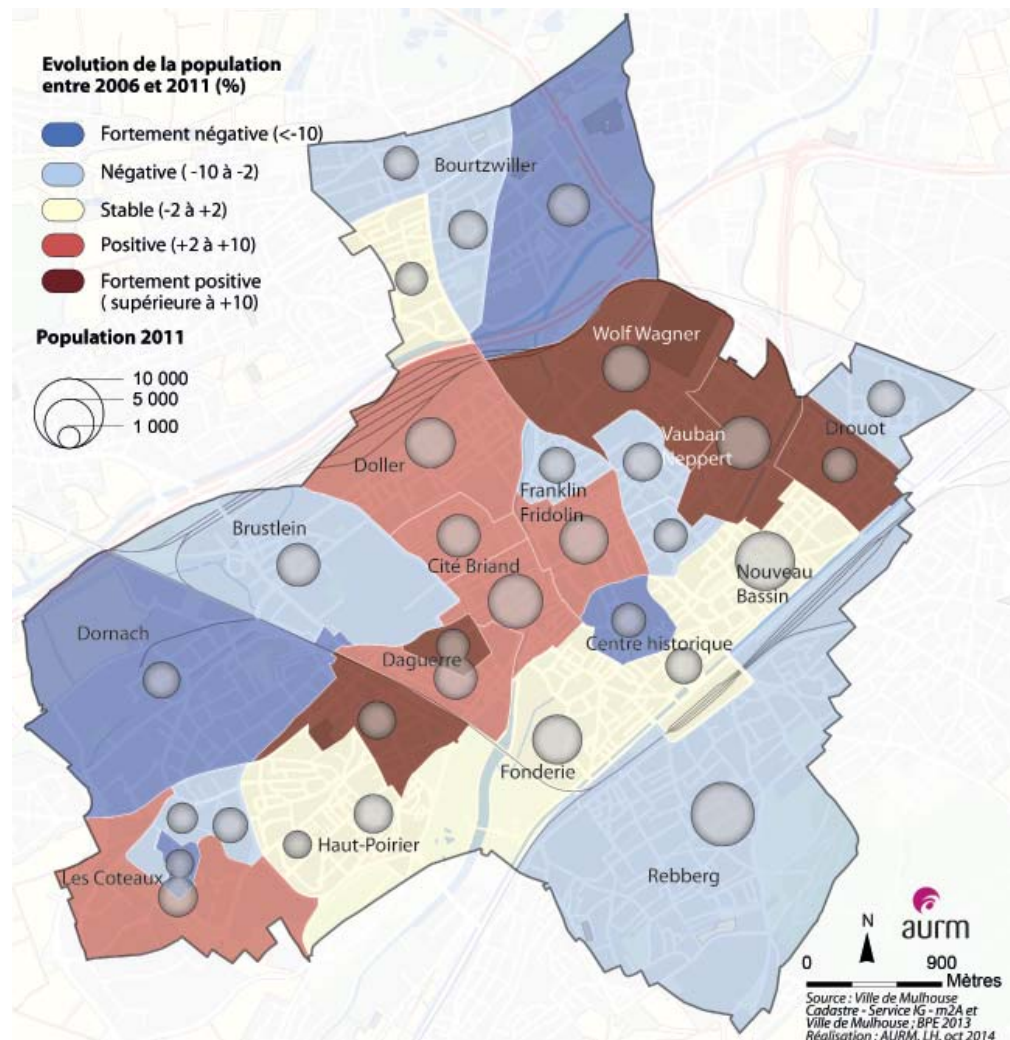 Evolution de la population
entre 2006 et 2011 (%)
Fortement négative (<-10)
Négative (-10 à -2)
Stable (-2 à +2)
Positive (+2 à +10)
Fortement positive
( supérieure à +10)
Population 2011
10 000
5 000
1 000
Bourtzwiller
Wolf Wagner
Drouot
Vauban
Neppert
Doller
Franklin
Fridolin
Brustlein
Cité Briand
Nouveau
Bassin
Dornach
Centre historique
Daguerre
Fonderie
Haut-Poirier
Les Coteaux
Rebberg
aurm
N
0 900
Mètres
Source : Ville de Mulhouse
Cadastre - Service IG - m2A et
Ville de Mulhouse ; BPE 2013
Réalisation : AURM, LH, oct 2014